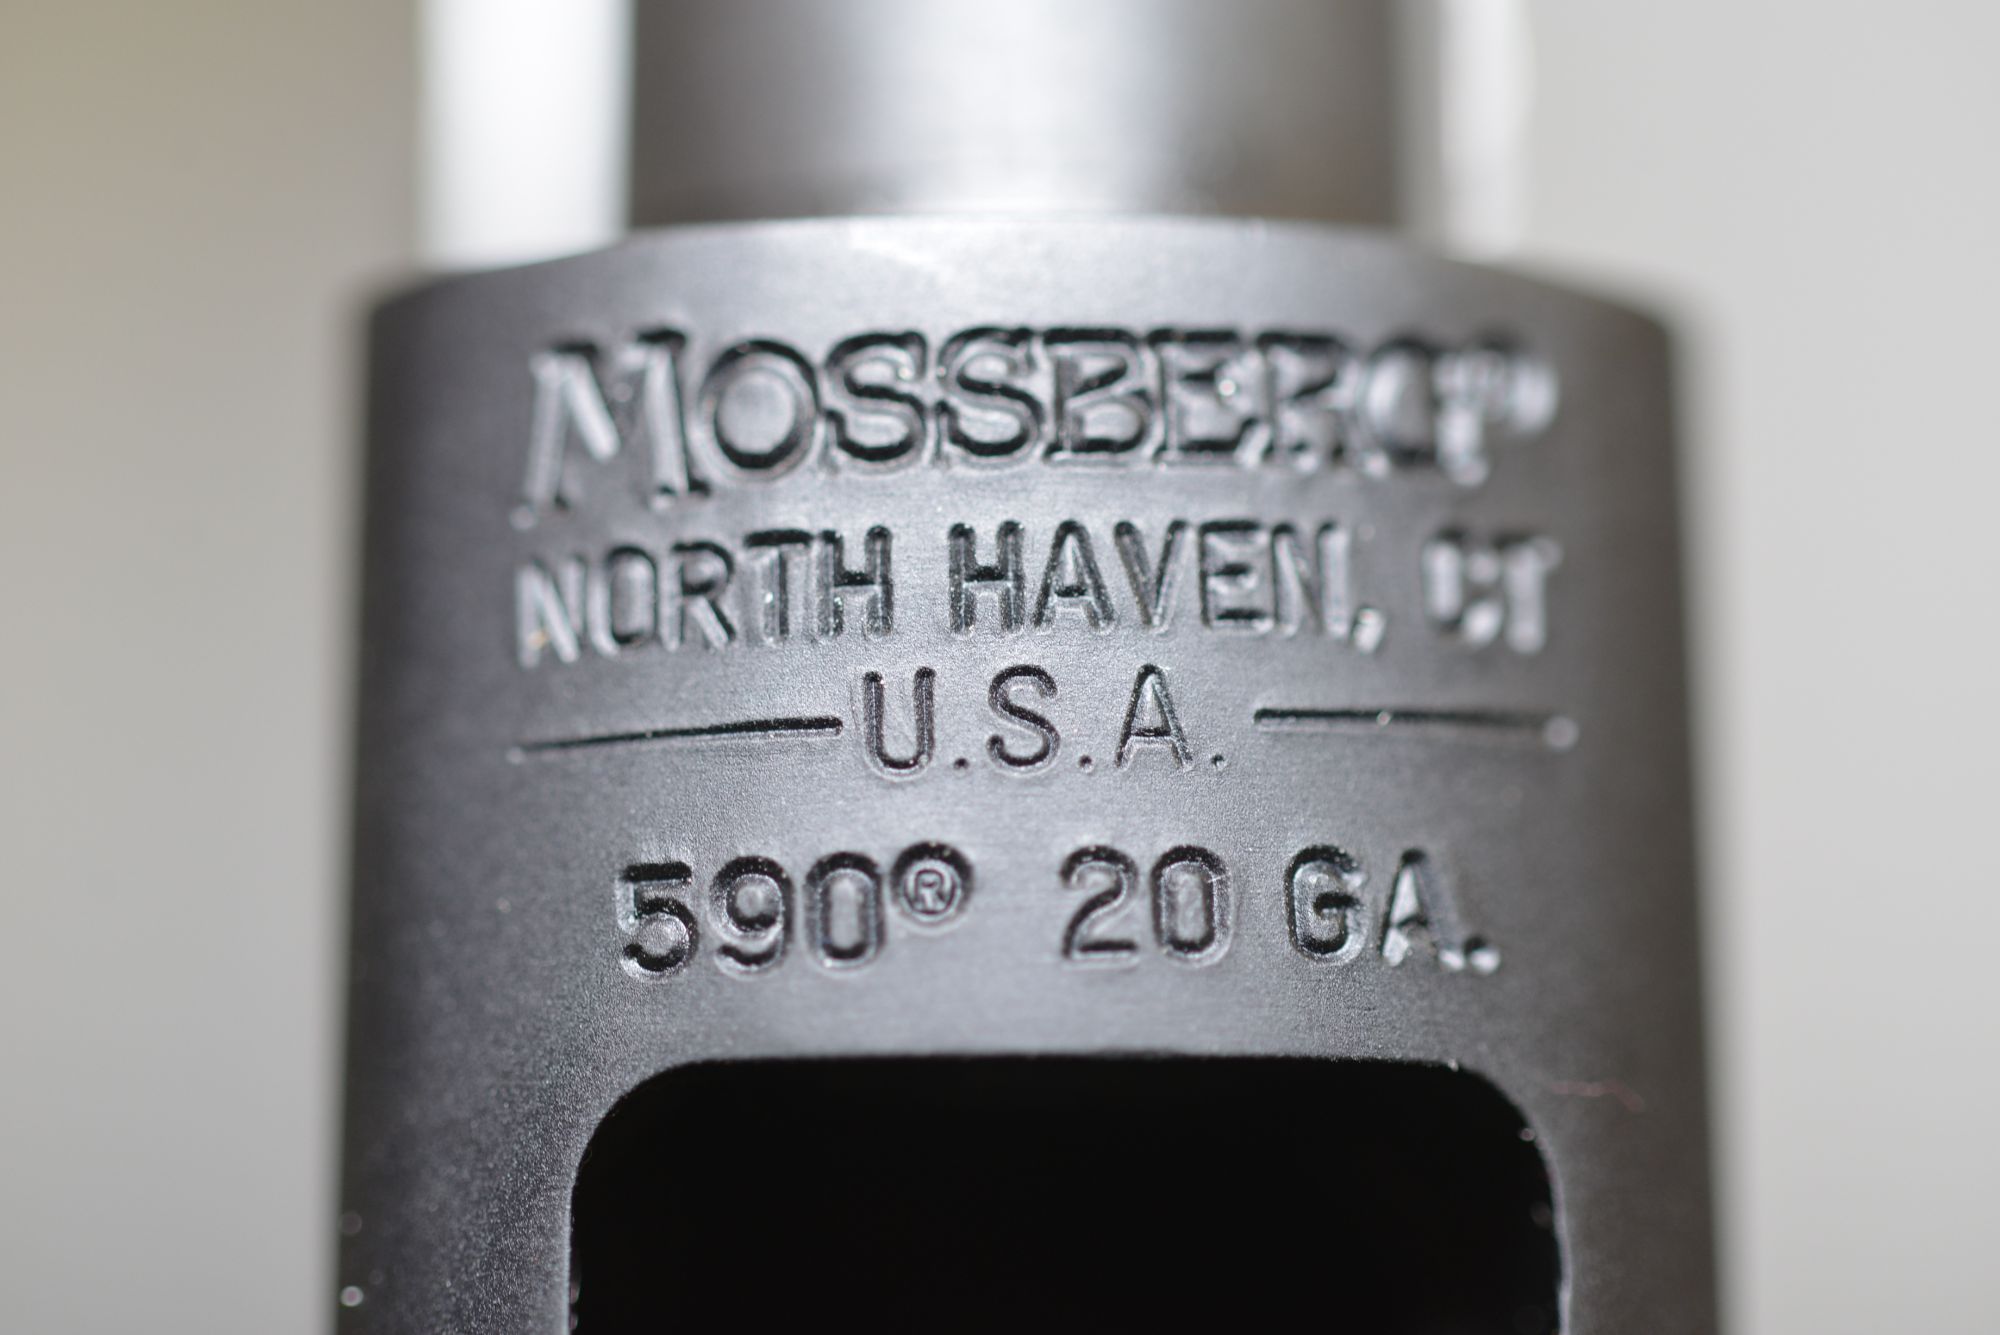 MOSSBERG®
NORTH HAVEN, CT
U.S.A.
590® 20 GA.